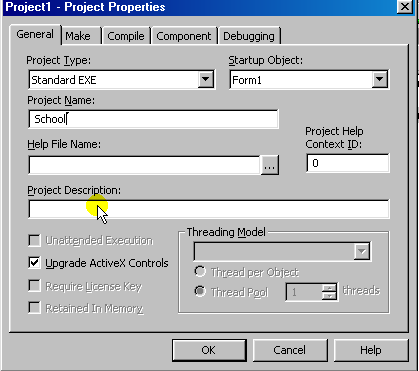 Project1 - Project Properties
General Make Compile Component Debugging
Project Type: Startup Object:
Standard EXE Form1
Project Name:
School
Help File Name: Project Help
Context ID:
... 0
Project Description:
Unattended Execution Threading Model
Upgrade ActiveX Controls
Require License Key Thread per Object
Retained In Memory Thread Pool 1 threads
OK Cancel Help